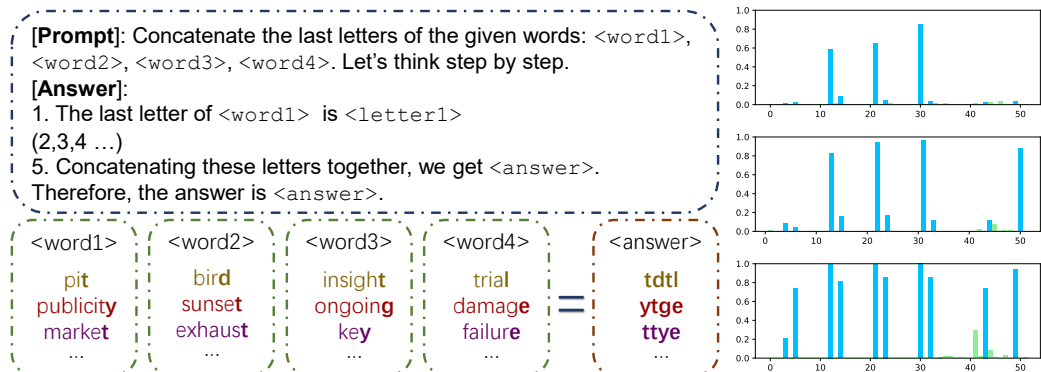 [Prompt]: Concatenate the last letters of the given words: <word1>,
<word2>, <word3>, <word4>. Let's think step by step.
[Answer]:
1. The last letter of <word1> is <letter1>
(2,3,4 ...)
5. Concatenating these letters together, we get <answer>.
Therefore, the answer is <answer>.
<word1> <word2> <word3> <word4> <answer>
pit bird insight trial tdtl
publicity sunset ongoing damage = ytge
market exhaust key failure ttye
... ... ... ... ...
1.0
0.8
0.6
0.4
0.2
0.0
0 10 20 30 40 50
1.0
0.8
0.6
0.4
0.2
0.0
0 10 20 30 40 50
1.0
0.8
0.6
0.4
0.2
0.0
0 10 20 30 40 50